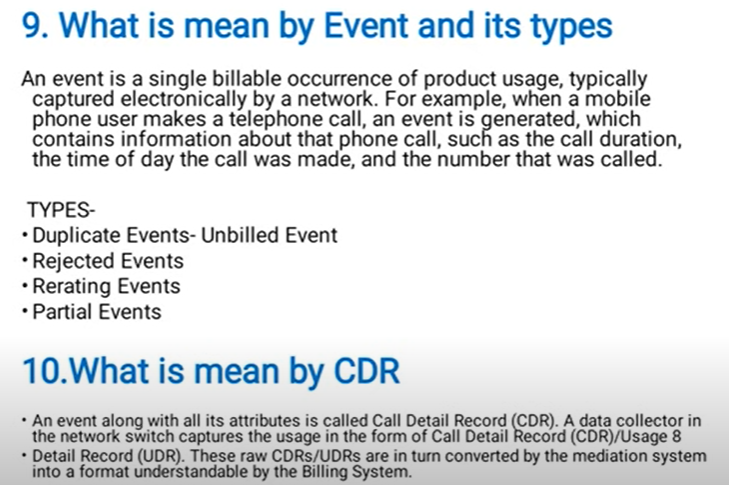 9. What is mean by Event and its types
An event is a single billable occurrence of product usage, typically
captured electronically by a network. For example, when a mobile
phone user makes a telephone call, an event is generated, which
contains information about that phone call, such as the call duration,
the time of day the call was made, and the number that was called.
TYPES-
• Duplicate Events- Unbilled Event
• Rejected Events
• Rerating Events
• Partial Events
10.What is mean by CDR
• An event along with all its attributes is called Call Detail Record (CDR). A data collector in
the network switch captures the usage in the form of Call Detail Record (CDR)/Usage 8
• Detail Record (UDR). These raw CDRs/UDRs are in turn converted by the mediation system
into a format understandable by the Billing System.